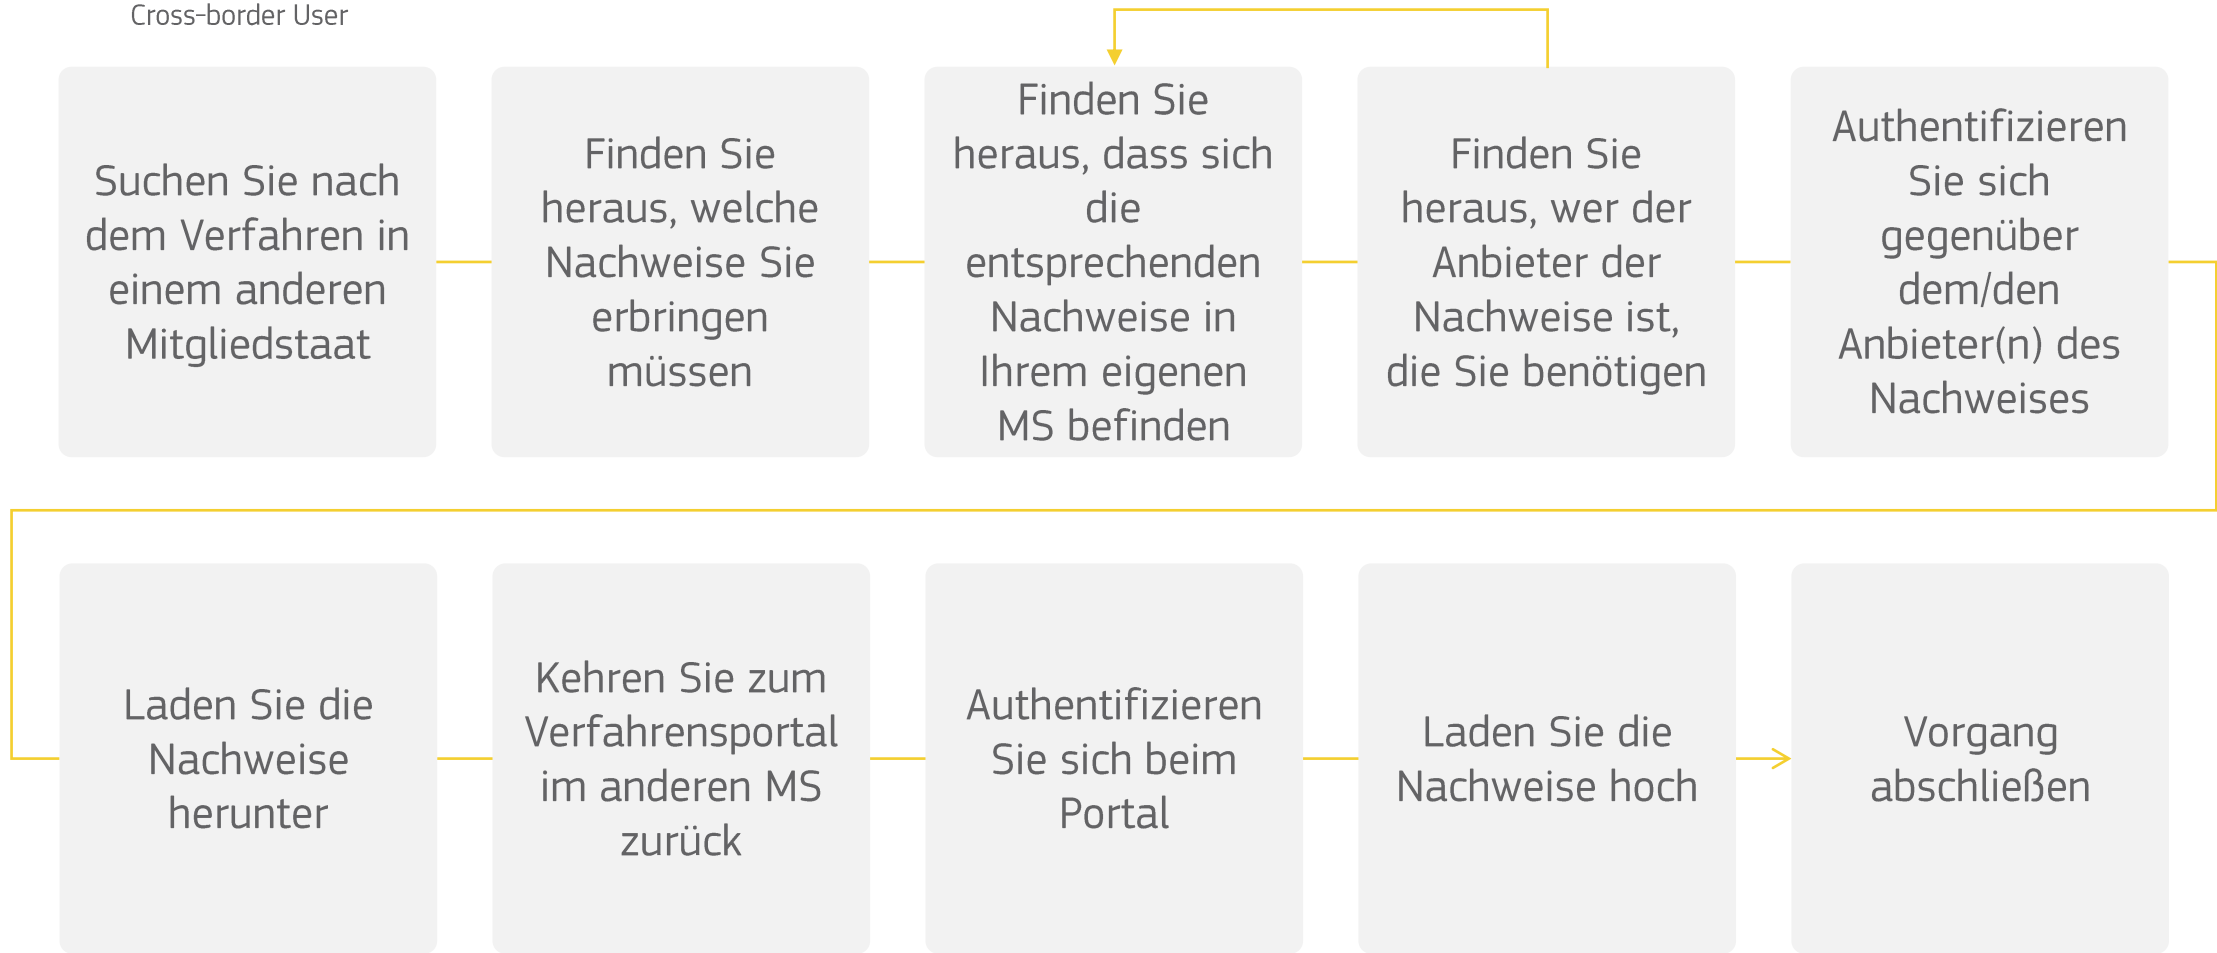 Cross-border User
Suchen Sie nach
dem Verfahren in
einem anderen
Mitgliedstaat
Finden Sie
heraus, welche
Nachweise Sie
erbringen
müssen
Finden Sie
heraus, dass sich
die
entsprechenden
Nachweise in
Ihrem eigenen
MS befinden
Finden Sie
heraus, wer der
Anbieter der
Nachweise ist,
die Sie benötigen
Authentifizieren
Sie sich
gegenüber
dem/den
Anbieter(n) des
Nachweises
Laden Sie die
Nachweise
herunter
Kehren Sie zum
Verfahrensportal
im anderen MS
zurück
Authentifizieren
Sie sich beim
Portal
Laden Sie die
Nachweise hoch
Vorgang
abschließen